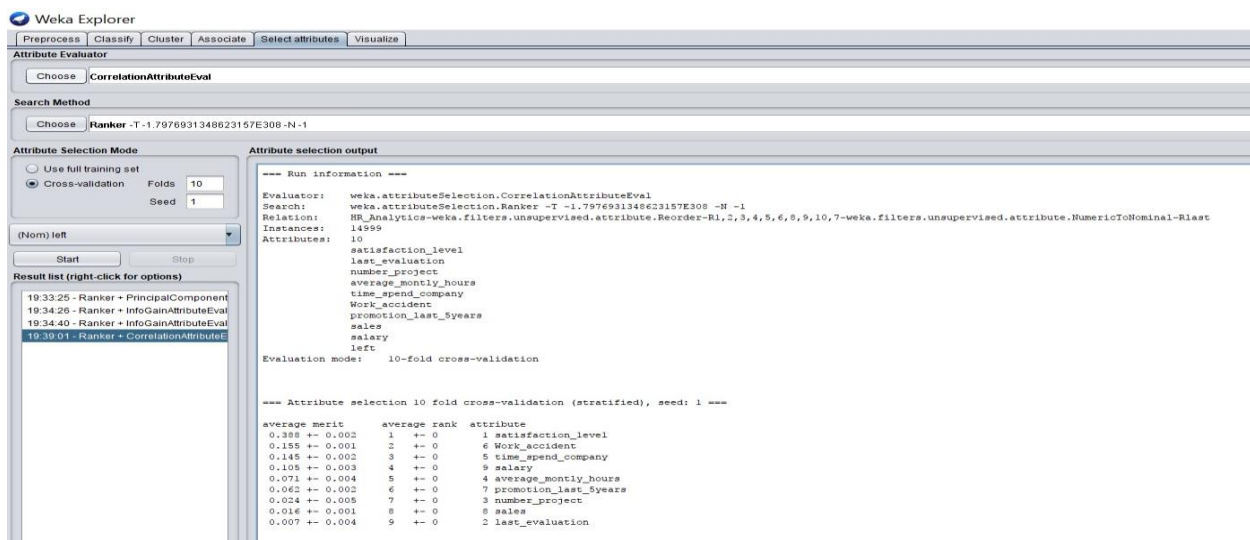 Weka Explorer
Preprocess Classify Cluster Associate Select attributes Visualize
Attribute Evaluator
Choose CorrelationAttributeEval
Search Method
Choose Ranker -T -1.7976931348623157E308 -N -1
Attribute Selection Mode
Use full training set
Cross-validation Folds 10
Seed 1
(Nom) left
Start Stop
Result list (right-click for options)
19:33:25 - Ranker + PrincipalComponent
19:34:26 - Ranker + InfoGainAttributeEval
19:34:40 - Ranker + InfoGainAttributeEval
19:39:01 - Ranker + CorrelationAttributeE
Attribute selection output
=== Run information ===
Evaluator: weka.attributeSelection.CorrelationAttributeEval
Search: weka.attributeSelection.Ranker -T -1.7976931348623157E308 -N -1
Relation: HR_Analytics-weka.filters.unsupervised.attribute.Reorder-R1,2,3,4,5,6,8,9,10,7-weka.filters.unsupervised.attribute.NumericToNominal-Rlast
Instances: 14999
Attributes: 10
satisfaction_level
last_evaluation
number_project
average_montly_hours
time_spend_company
Work_accident
promotion_last_5years
sales
salary
left
Evaluation mode: 10-fold cross-validation
=== Attribute selection 10 fold cross-validation (stratified), seed: 1 ===
average merit average rank attribute
0.388 +- 0.002 1 +- 0 1 satisfaction_level
0.155 +- 0.001 2 +- 0 6 Work_accident
0.145 +- 0.002 3 +- 0 5 time_spend_company
0.105 +- 0.003 4 +- 0 9 salary
0.071 +- 0.004 5 +- 0 4 average_montly_hours
0.062 +- 0.002 6 +- 0 7 promotion_last_5years
0.024 +- 0.005 7 +- 0 3 number_project
0.016 +- 0.001 8 +- 0 8 sales
0.007 +- 0.004 9 +- 0 2 last_evaluation